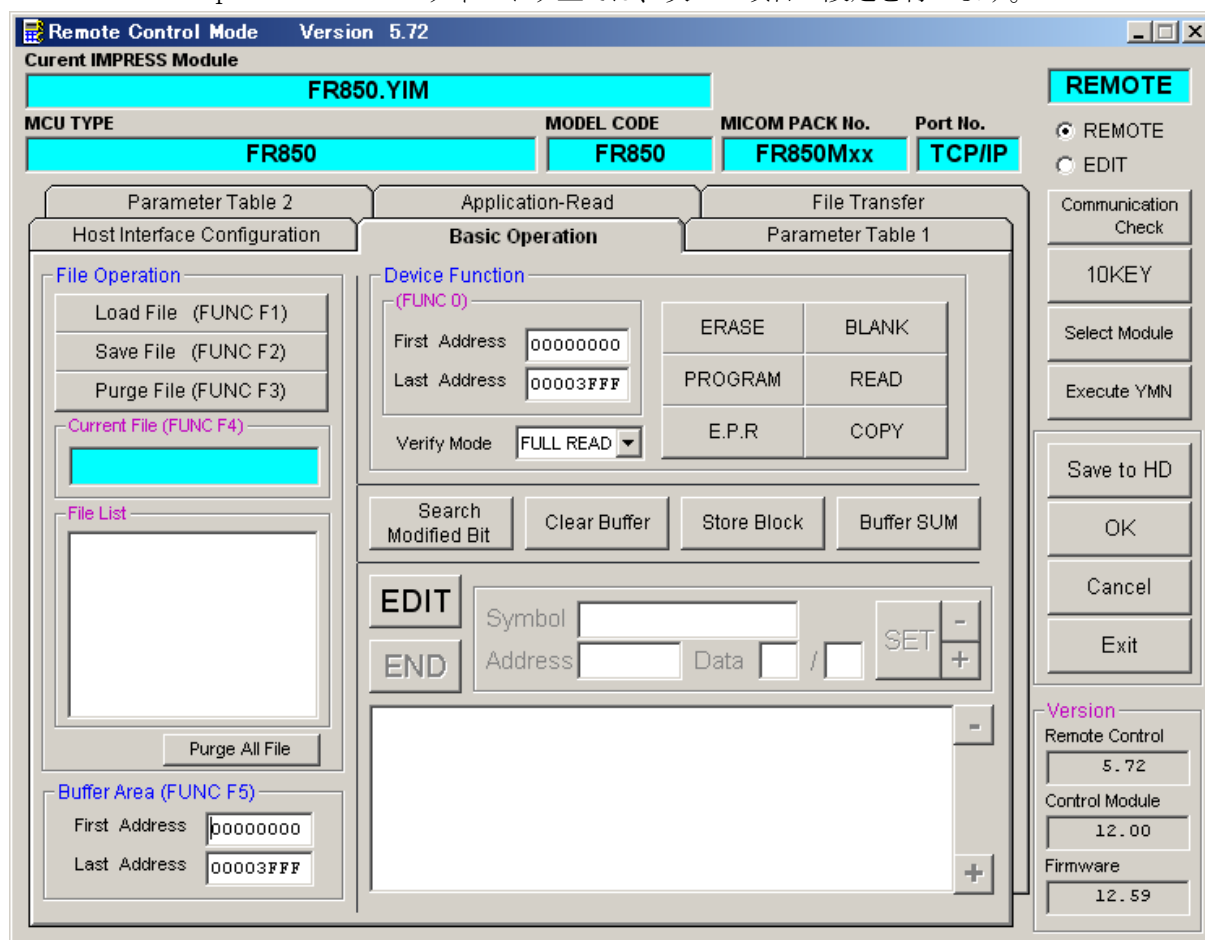 Remote Control Mode Version 5.72
Curent IMPRESS Module
FR850.YIM
REMOTE
MCU TYPE
MODEL CODE
MICOM PACK No.
Port No.
FR850
FR850
FR850Mxx
TCP/IP
REMOTE
EDIT
Parameter Table 2
Application-Read
File Transfer
Host Interface Configuration
Basic Operation
Parameter Table 1
Communication
Check
10KEY
Select Module
Execute YMN
Save to HD
OK
Cancel
Exit
File Operation
Load File (FUNC F1)
Save File (FUNC F2)
Purge File (FUNC F3)
Current File (FUNC F4)
File List
Purge All File
Buffer Area (FUNC F5)
First Address 00000000
Last Address 00003FFF
Device Function
(FUNC 0)
First Address 00000000
Last Address 00003FFF
Verify Mode FULL READ
ERASE
BLANK
PROGRAM
READ
E.P.R
COPY
Search
Modified Bit
Clear Buffer
Store Block
Buffer SUM
EDIT
END
Symbol
Address
Data /
SET
-
+
-
+
Version
Remote Control
5.72
Control Module
12.00
Firmware
12.59